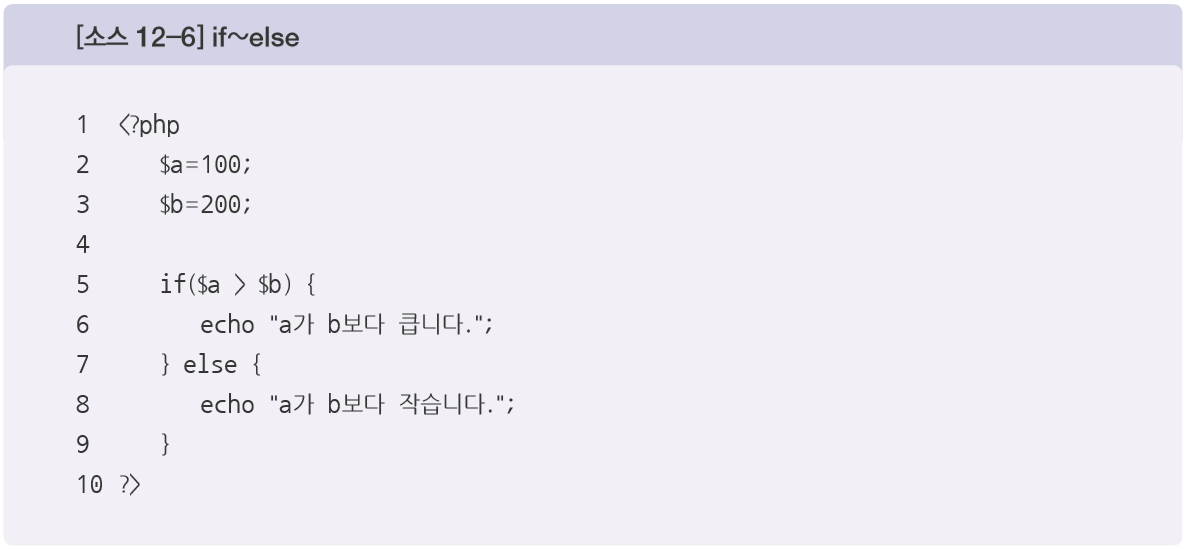 [소스 12-6] if~else
1 <?php
2 $a=100;
3 $b=200;
4
5 if($a > $b) {
6 echo "a가 b보다 큽니다.";
7 } else {
8 echo "a가 b보다 작습니다.";
9 }
10 ?>